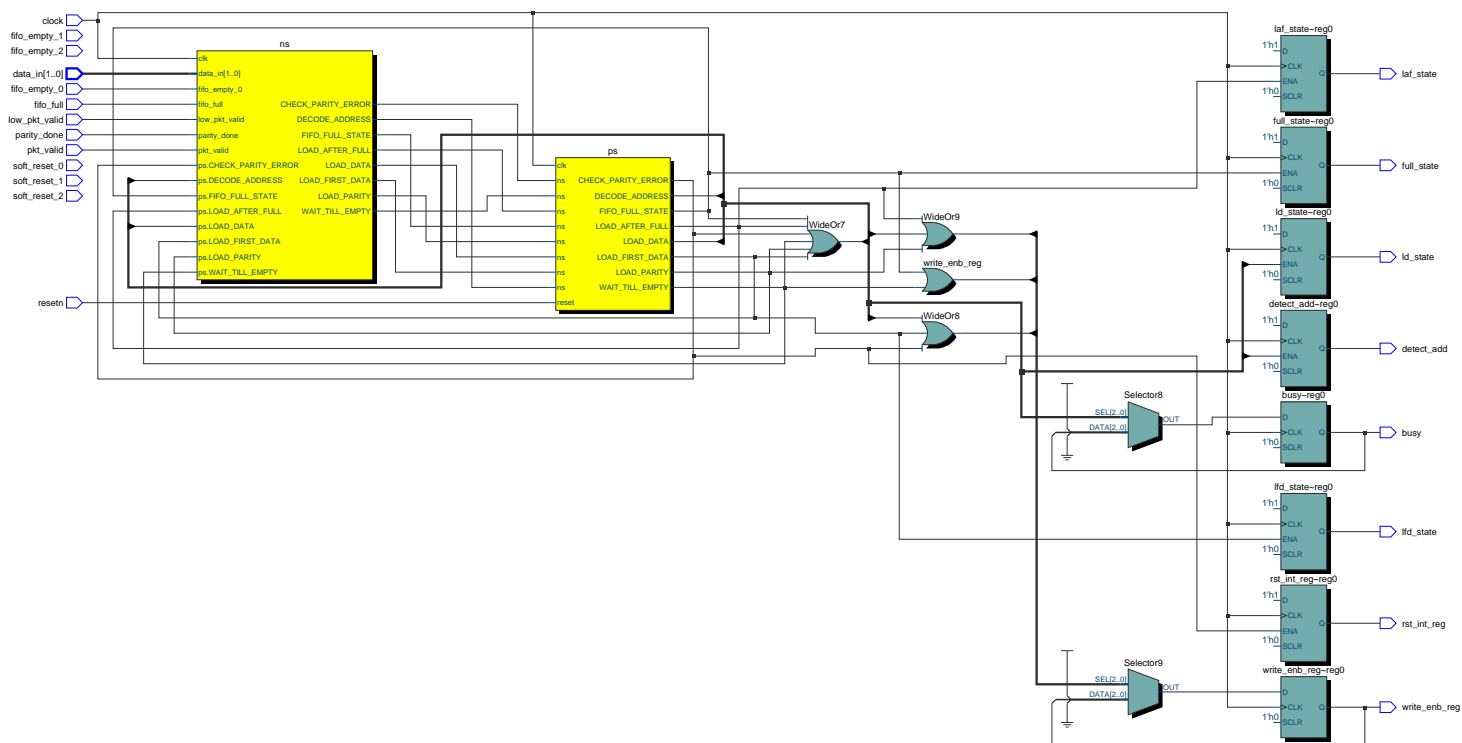 clock
fifo_empty_1
fifo_empty_2
data_in[1..0]
fifo_empty_0
fifo_full
low_pkt_valid
parity_done
pkt_valid
soft_reset_0
soft_reset_1
soft_reset_2
resetn
ns
clk
data_in[1..0]
fifo_empty_0
fifo_full
low_pkt_valid
parity_done
pkt_valid
ps.CHECK_PARITY_ERROR
ps.DECODE_ADDRESS
ps.FIFO_FULL_STATE
ps.LOAD_AFTER_FULL
ps.LOAD_DATA
ps.LOAD_FIRST_DATA
ps.LOAD_PARITY
ps.WAIT_TILL_EMPTY
CHECK_PARITY_ERROR
DECODE_ADDRESS
FIFO_FULL_STATE
LOAD_AFTER_FULL
LOAD_DATA
LOAD_FIRST_DATA
LOAD_PARITY
WAIT_TILL_EMPTY
ps
clk
ns
ns
ns
ns
ns
ns
ns
ns
reset
CHECK_PARITY_ERROR
DECODE_ADDRESS
FIFO_FULL_STATE
LOAD_AFTER_FULL
LOAD_DATA
LOAD_FIRST_DATA
LOAD_PARITY
WAIT_TILL_EMPTY
WideOr7
WideOr9
write_enb_reg
WideOr8
Selector8
SEL[2..0]
DATA[2..0]
OUT
Selector9
SEL[2..0]
DATA[2..0]
OUT
laf_state~reg0
1'h1
D
CLK
Q
ENA
1'h0
SCLR
laf_state
full_state~reg0
1'h1
D
CLK
Q
ENA
1'h0
SCLR
full_state
ld_state~reg0
1'h1
D
CLK
Q
ENA
1'h0
SCLR
ld_state
detect_add~reg0
1'h1
D
CLK
Q
ENA
1'h0
SCLR
detect_add
busy~reg0
D
CLK
Q
1'h0
SCLR
busy
lfd_state~reg0
1'h1
D
CLK
Q
ENA
1'h0
SCLR
lfd_state
rst_int_reg~reg0
1'h1
D
CLK
Q
ENA
1'h0
SCLR
rst_int_reg
write_enb_reg~reg0
D
CLK
Q
1'h0
SCLR
write_enb_reg